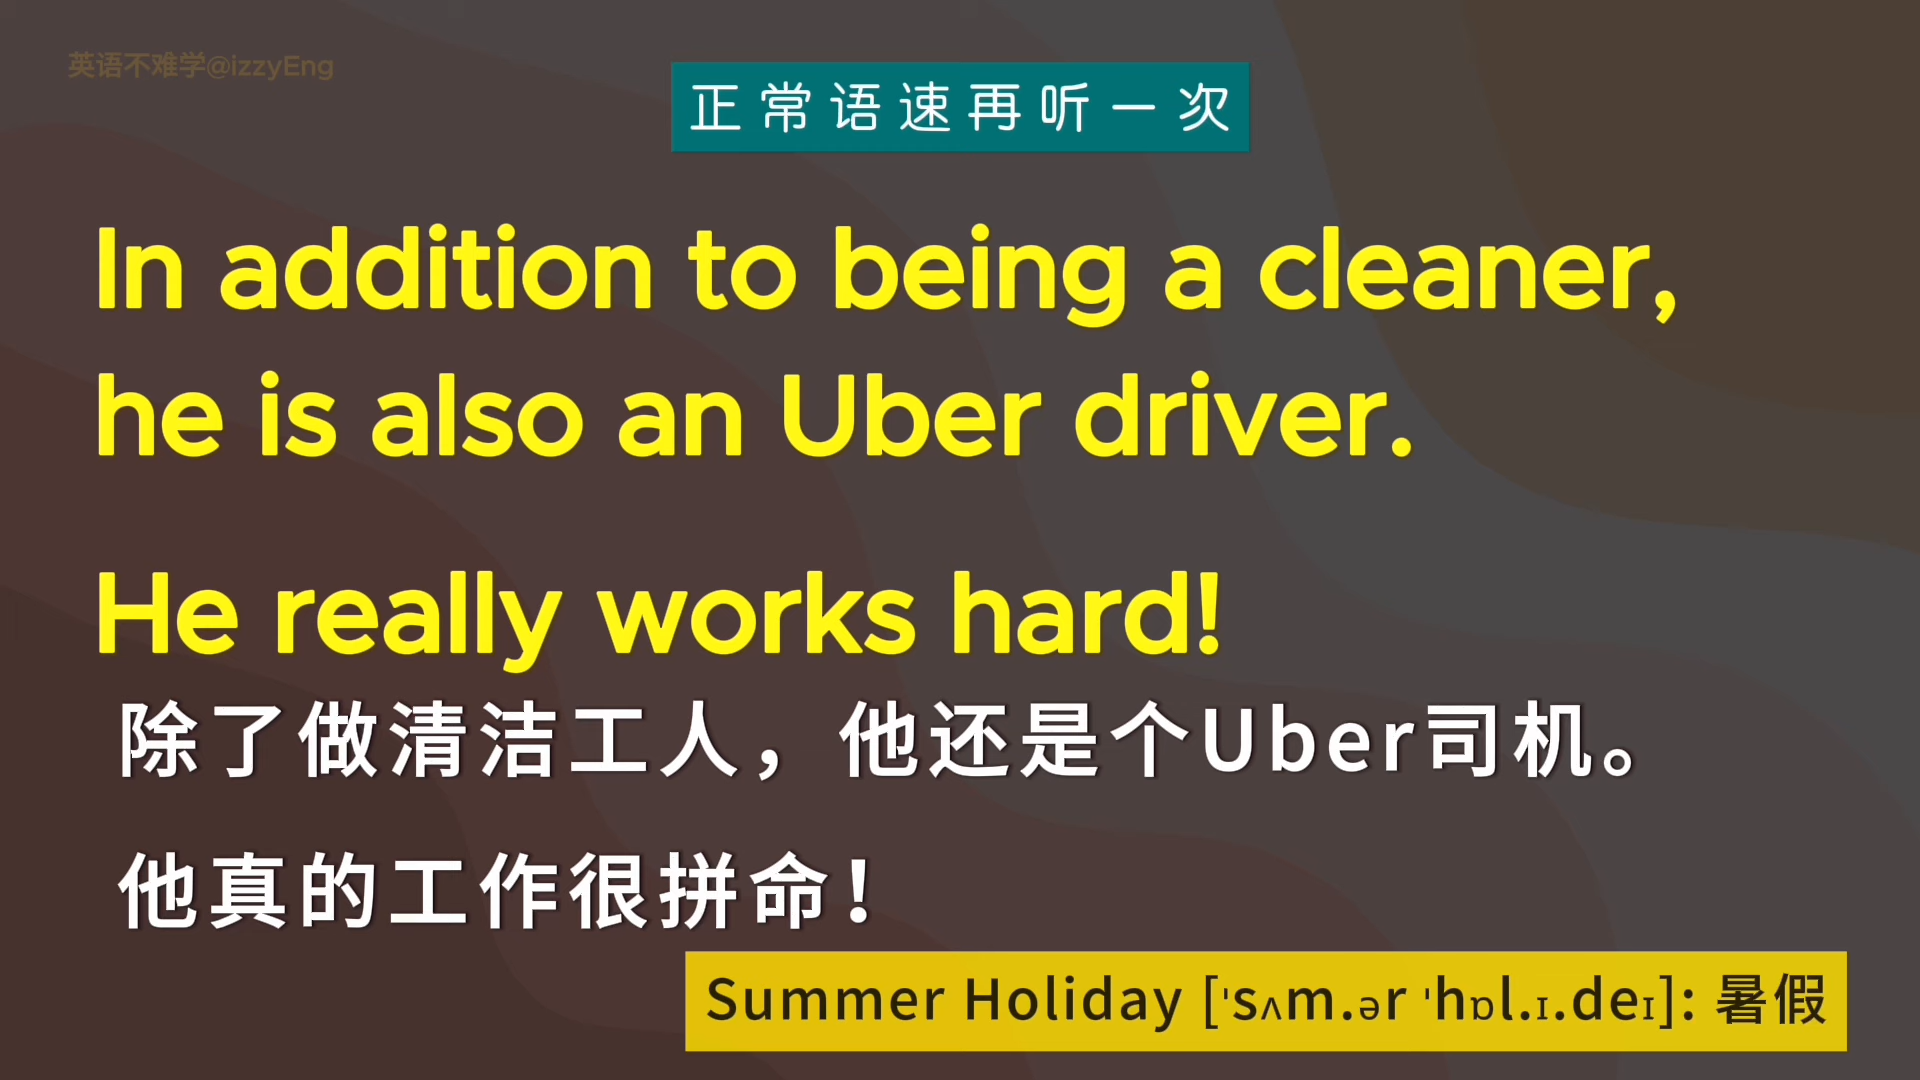 英语不难学@izzyEng
正常语速再听一次
In addition to being a cleaner,
he is also an Uber driver.
He really works hard!
除了做清洁工人，他还是个Uber司机。
他真的工作很拼命！
Summer Holiday [ˈsʌm.ər ˈhɒl.ɪ.deɪ]: 暑假